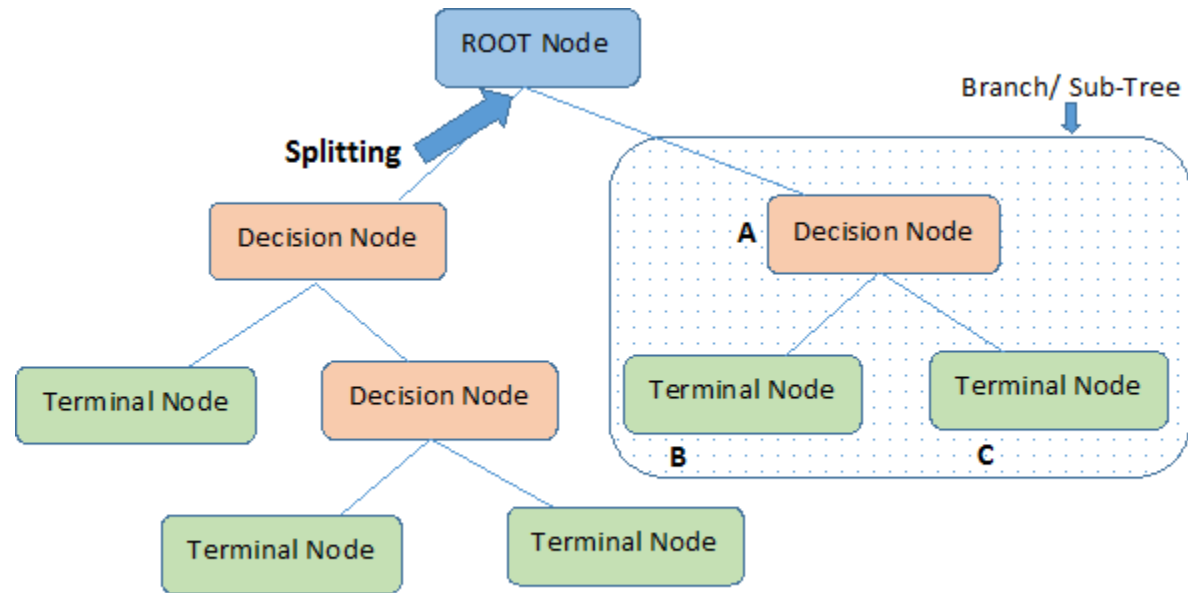 ROOT Node
Branch/ Sub-Tree
Splitting
Decision Node
A
Decision Node
Terminal Node
Decision Node
Terminal Node
Terminal Node
B
C
Terminal Node
Terminal Node